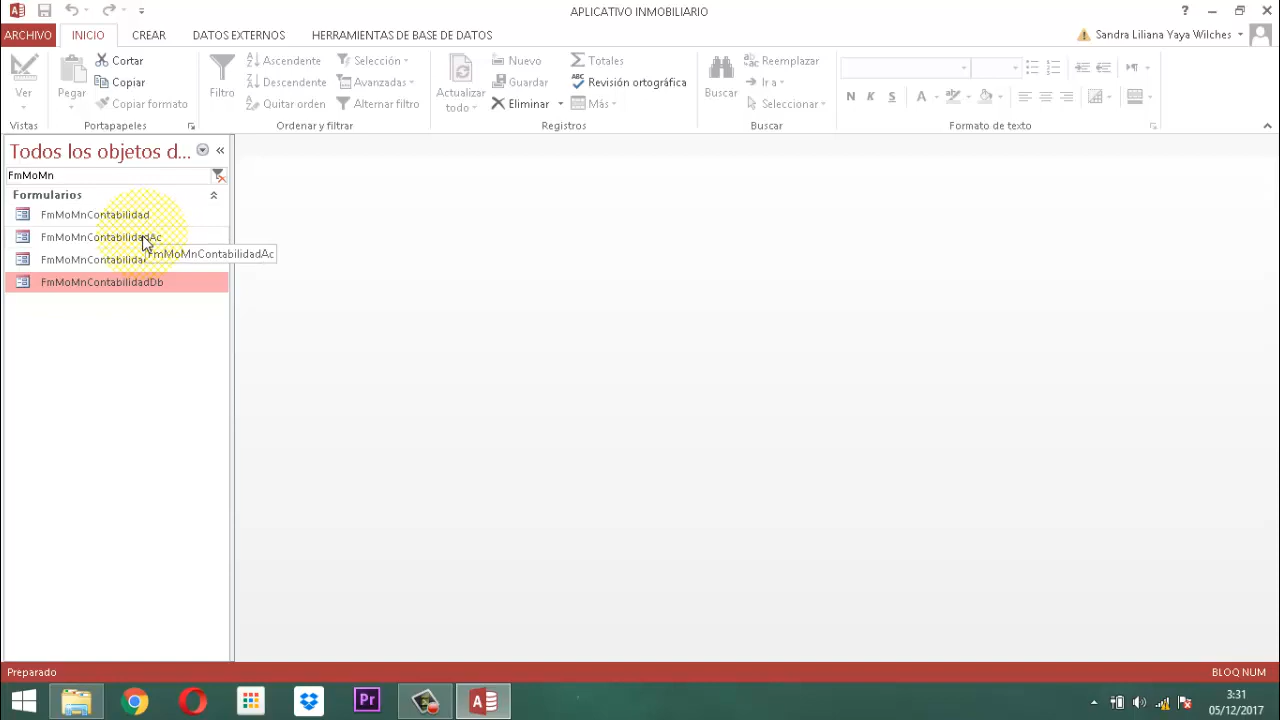 APLICATIVO INMOBILIARIO
ARCHIVO INICIO CREAR DATOS EXTERNOS HERRAMIENTAS DE BASE DE DATOS Sandra Liliana Yaya Wilches
Ver
Vistas
Pegar
Cortar
Copiar
Copiar formato
Portapapeles
Filtro
Ascendente
Descendente
Quitar orden
Selección
Avanzadas
Alternar filtro
Ordenar y filtrar
Actualizar
todo
Nuevo
Guardar
Eliminar
Totales
Revisión ortográfica
Más
Registros
Buscar
Reemplazar
Ir a
Seleccionar
Buscar
N K S A
Formato de texto
Todos los objetos d...
FmMoMn
Formularios
FmMoMnContabilidad
FmMoMnContabilidadAc
FmMoMnContabilidadAc
FmMoMnContabilidadDb
Preparado
BLOQ NUM
Pr
3:31
05/12/2017